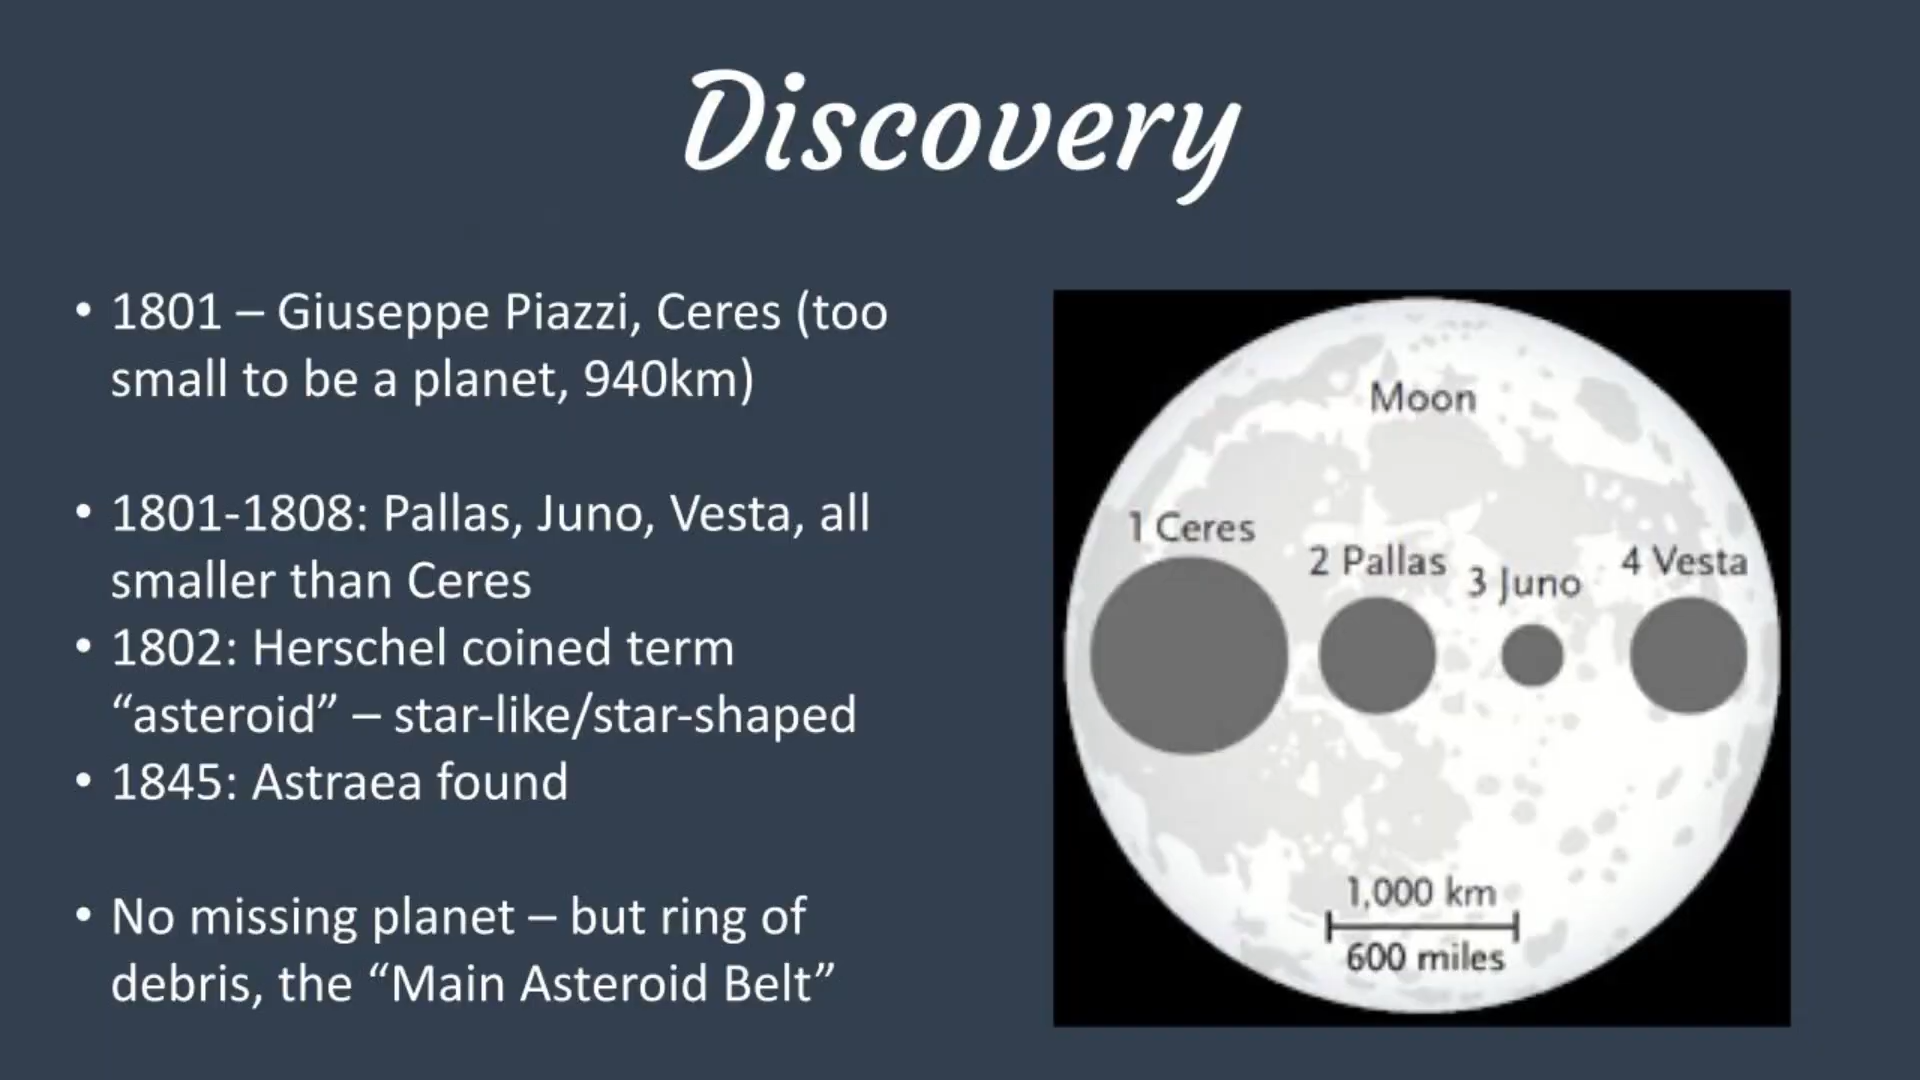 Discovery
• 1801 – Giuseppe Piazzi, Ceres (too
small to be a planet, 940km)
• 1801-1808: Pallas, Juno, Vesta, all
smaller than Ceres
• 1802: Herschel coined term
“asteroid” – star-like/star-shaped
• 1845: Astraea found
• No missing planet – but ring of
debris, the “Main Asteroid Belt”
Moon
1 Ceres
2 Pallas
3 Juno
4 Vesta
1,000 km
600 miles